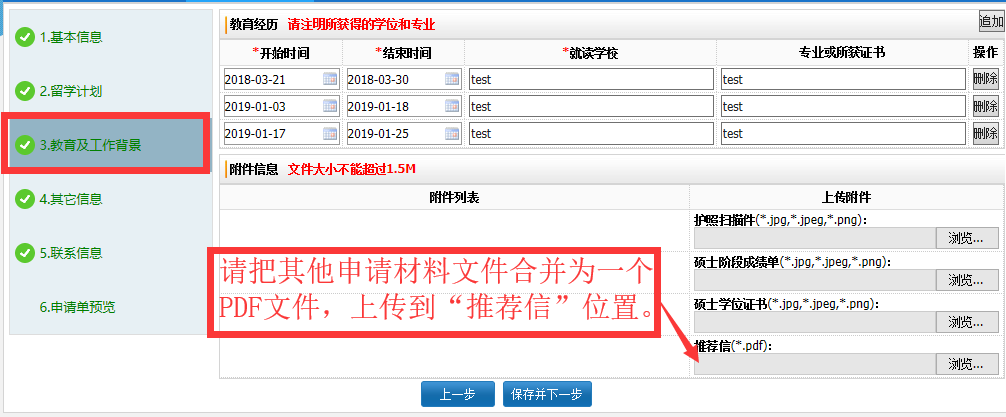 1.基本信息
2.留学计划
3.教育及工作背景
4.其它信息
5.联系信息
6.申请单预览
教育经历 请注明所获得的学位和专业
追加
*开始时间 *结束时间 *就读学校 专业或所获证书 操作
2018-03-21 2018-03-30 test test 删除
2019-01-03 2019-01-18 test test 删除
2019-01-17 2019-01-25 test test 删除
附件信息 文件大小不能超过1.5M
附件列表 上传附件
护照扫描件(*.jpg,*.jpeg,*.png):
浏览...
硕士阶段成绩单(*.jpg,*.jpeg,*.png):
浏览...
硕士学位证书(*.jpg,*.jpeg,*.png):
浏览...
推荐信(*.pdf):
浏览...
请把其他申请材料文件合并为一个
PDF文件，上传到“推荐信”位置。
上一步 保存并下一步